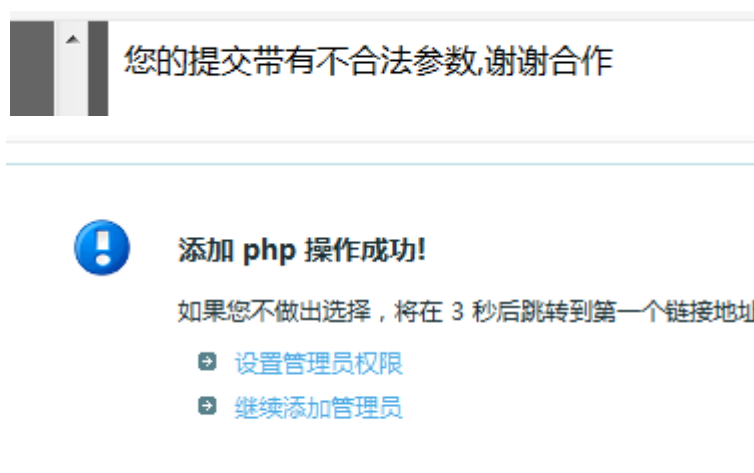 您的提交带有不合法参数,谢谢合作
添加 php 操作成功!
如果您不做出选择，将在 3 秒后跳转到第一个链接地址
设置管理员权限
继续添加管理员